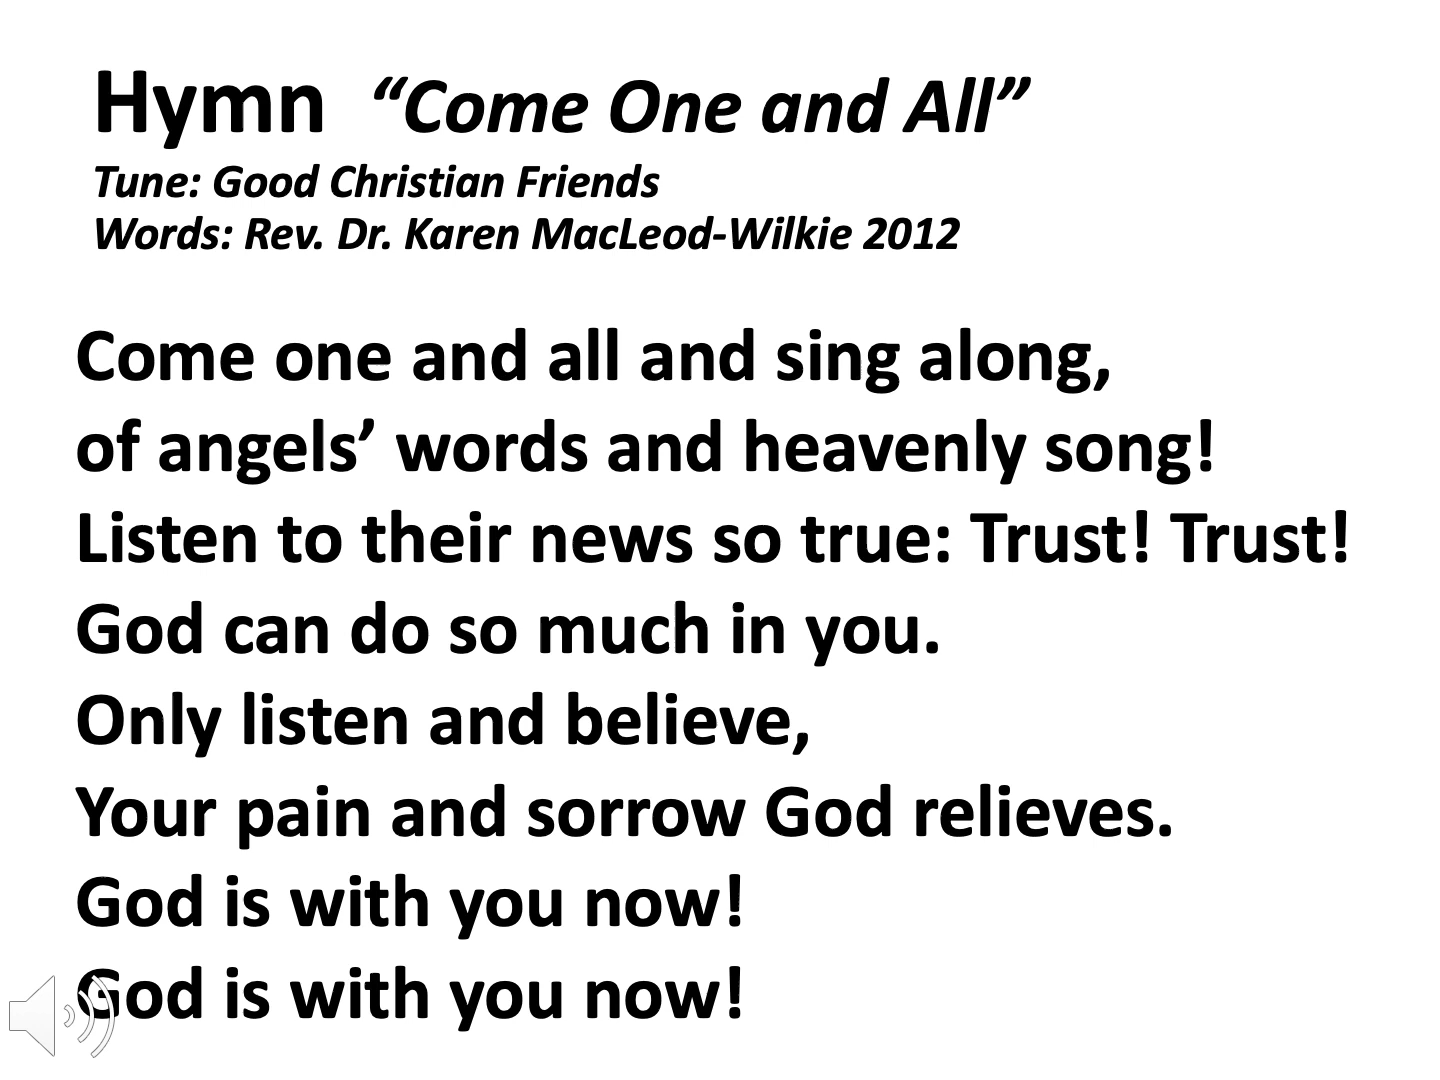 Hymn “Come One and All”
Tune: Good Christian Friends
Words: Rev. Dr. Karen MacLeod-Wilkie 2012
Come one and all and sing along,
of angels’ words and heavenly song!
Listen to their news so true: Trust! Trust!
God can do so much in you.
Only listen and believe,
Your pain and sorrow God relieves.
God is with you now!
God is with you now!